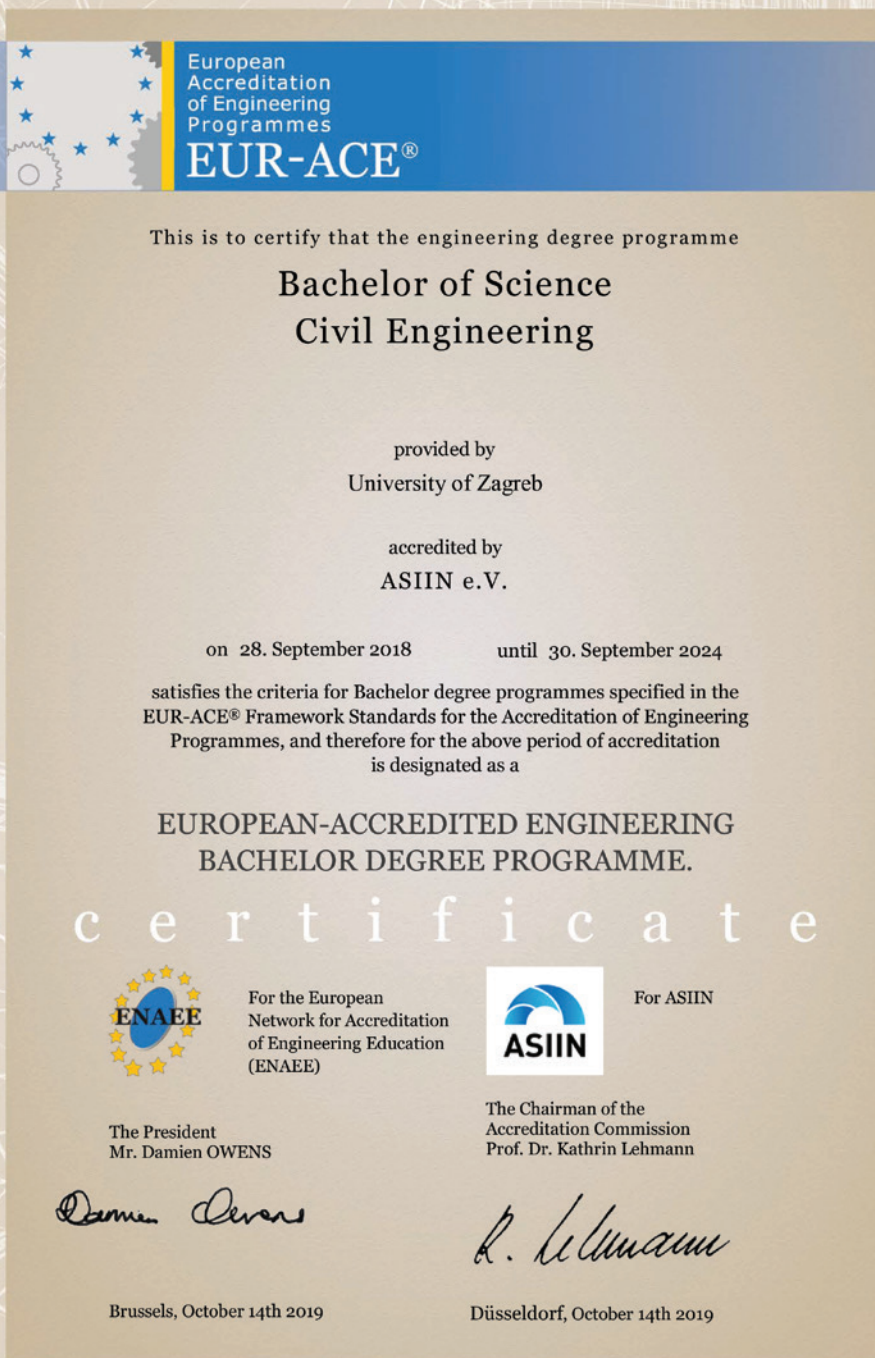 European
Accreditation
of Engineering
Programmes
EUR-ACE®
This is to certify that the engineering degree programme
Bachelor of Science
Civil Engineering
provided by
University of Zagreb
accredited by
ASIIN e.V.
on 28. September 2018 until 30. September 2024
satisfies the criteria for Bachelor degree programmes specified in the
EUR-ACE® Framework Standards for the Accreditation of Engineering
Programmes, and therefore for the above period of accreditation
is designated as a
EUROPEAN-ACCREDITED ENGINEERING
BACHELOR DEGREE PROGRAMME.
certificate
ENAEE
For the European
Network for Accreditation
of Engineering Education
(ENAEE)
ASIIN
For ASIIN
The President
Mr. Damien OWENS
The Chairman of the
Accreditation Commission
Prof. Dr. Kathrin Lehmann
Damien Owens
K. Lehmann
Brussels, October 14th 2019
Düsseldorf, October 14th 2019